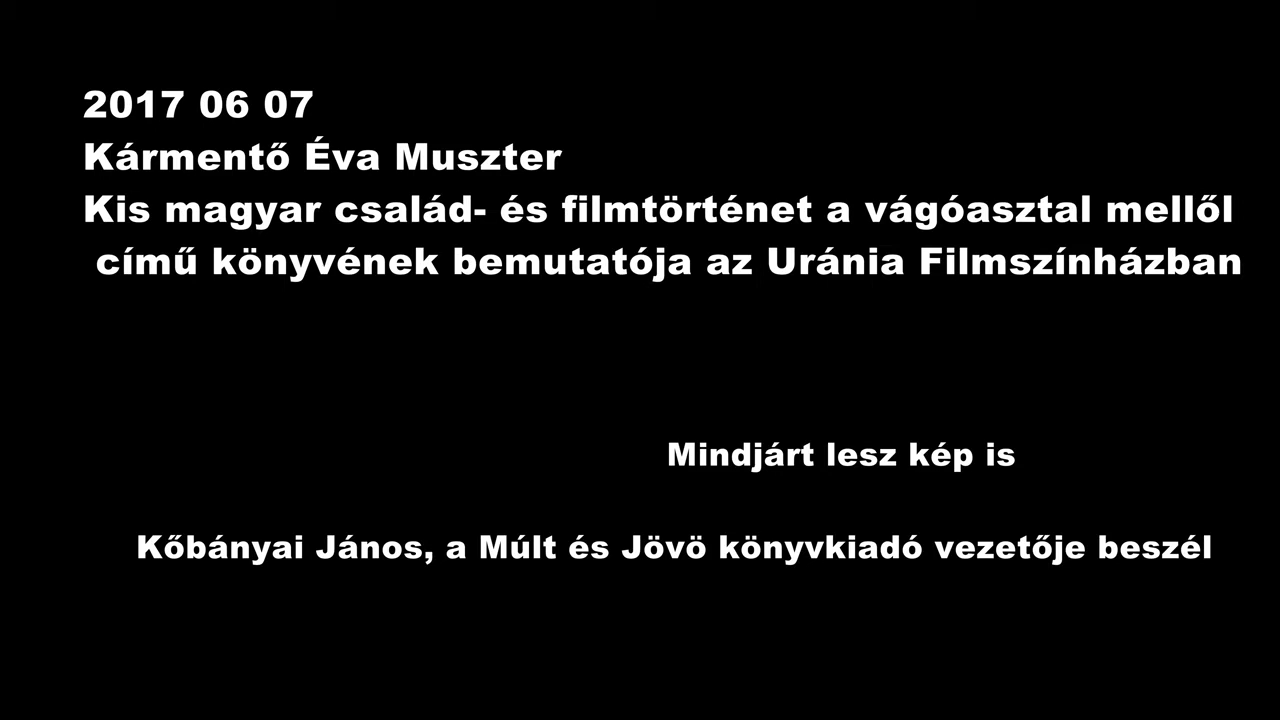 2017 06 07
Kármentő Éva Muszter
Kis magyar család- és filmtörténet a vágóasztal mellől
című könyvének bemutatója az Uránia Filmszínházban
Mindjárt lesz kép is
Kőbányai János, a Múlt és Jövö könyvkiadó vezetője beszél